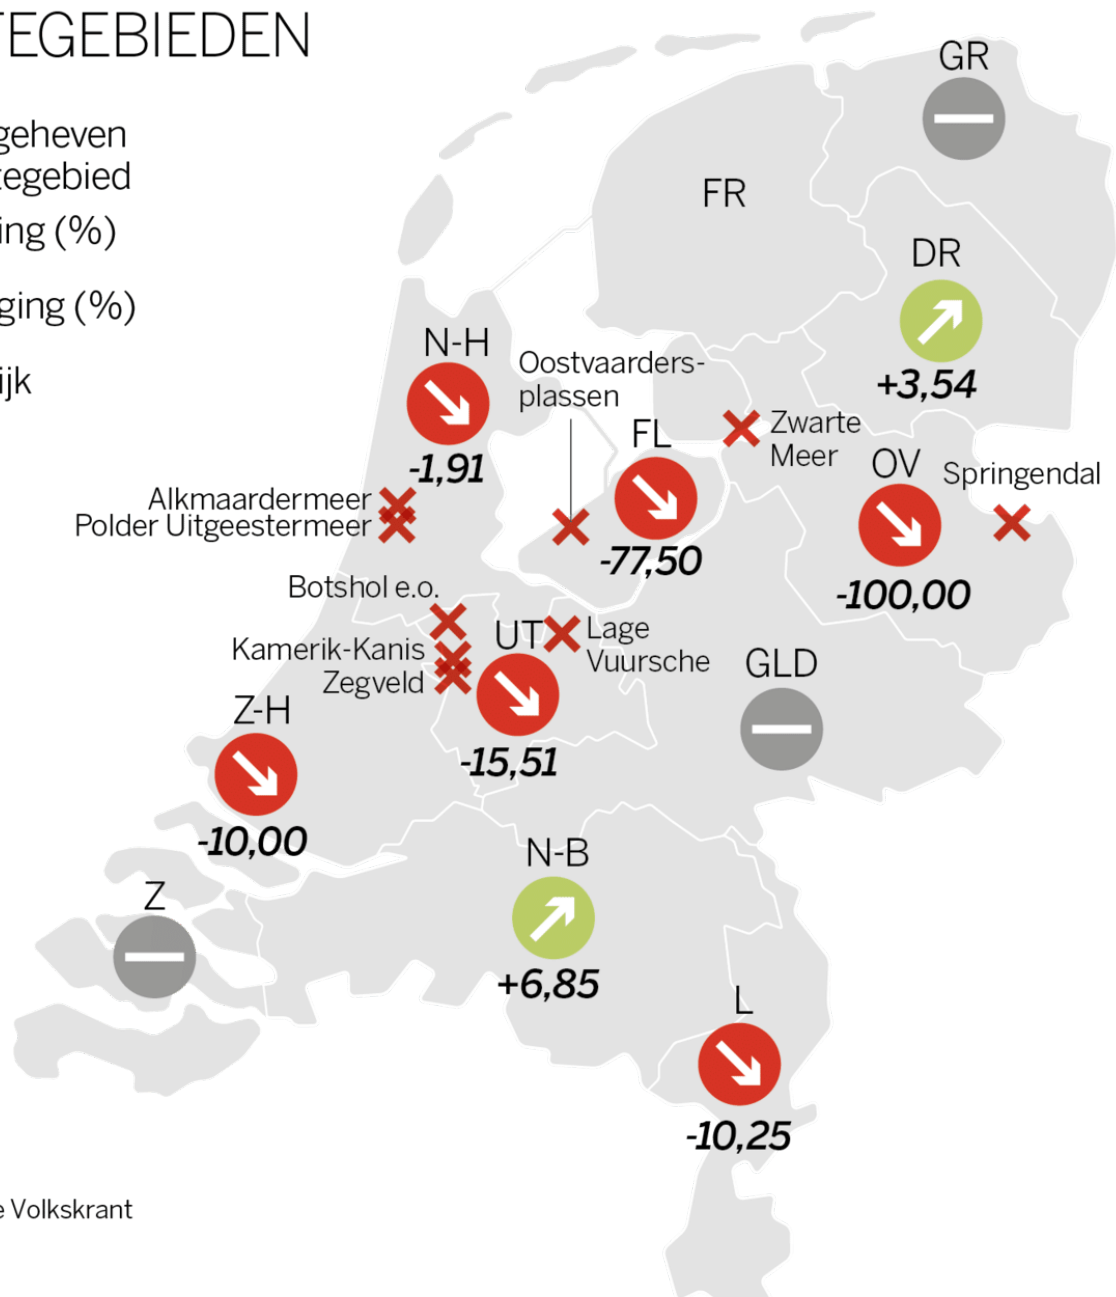 TEGEBIEDEN
geheven
tegebied
ing (%)
ging (%)
ijk
GR
FR
DR
+3,54
N-H
-1,91
Oostvaarders-
plassen
FL
-77,50
Zwarte
Meer
OV
-100,00
Springendal
Alkmaardermeer
Polder Uitgeestermeer
Botshol e.o.
Kamerik-Kanis
Zegveld
UT
-15,51
Lage
Vuursche
GLD
Z-H
-10,00
N-B
+6,85
Z
L
-10,25
e Volkskrant